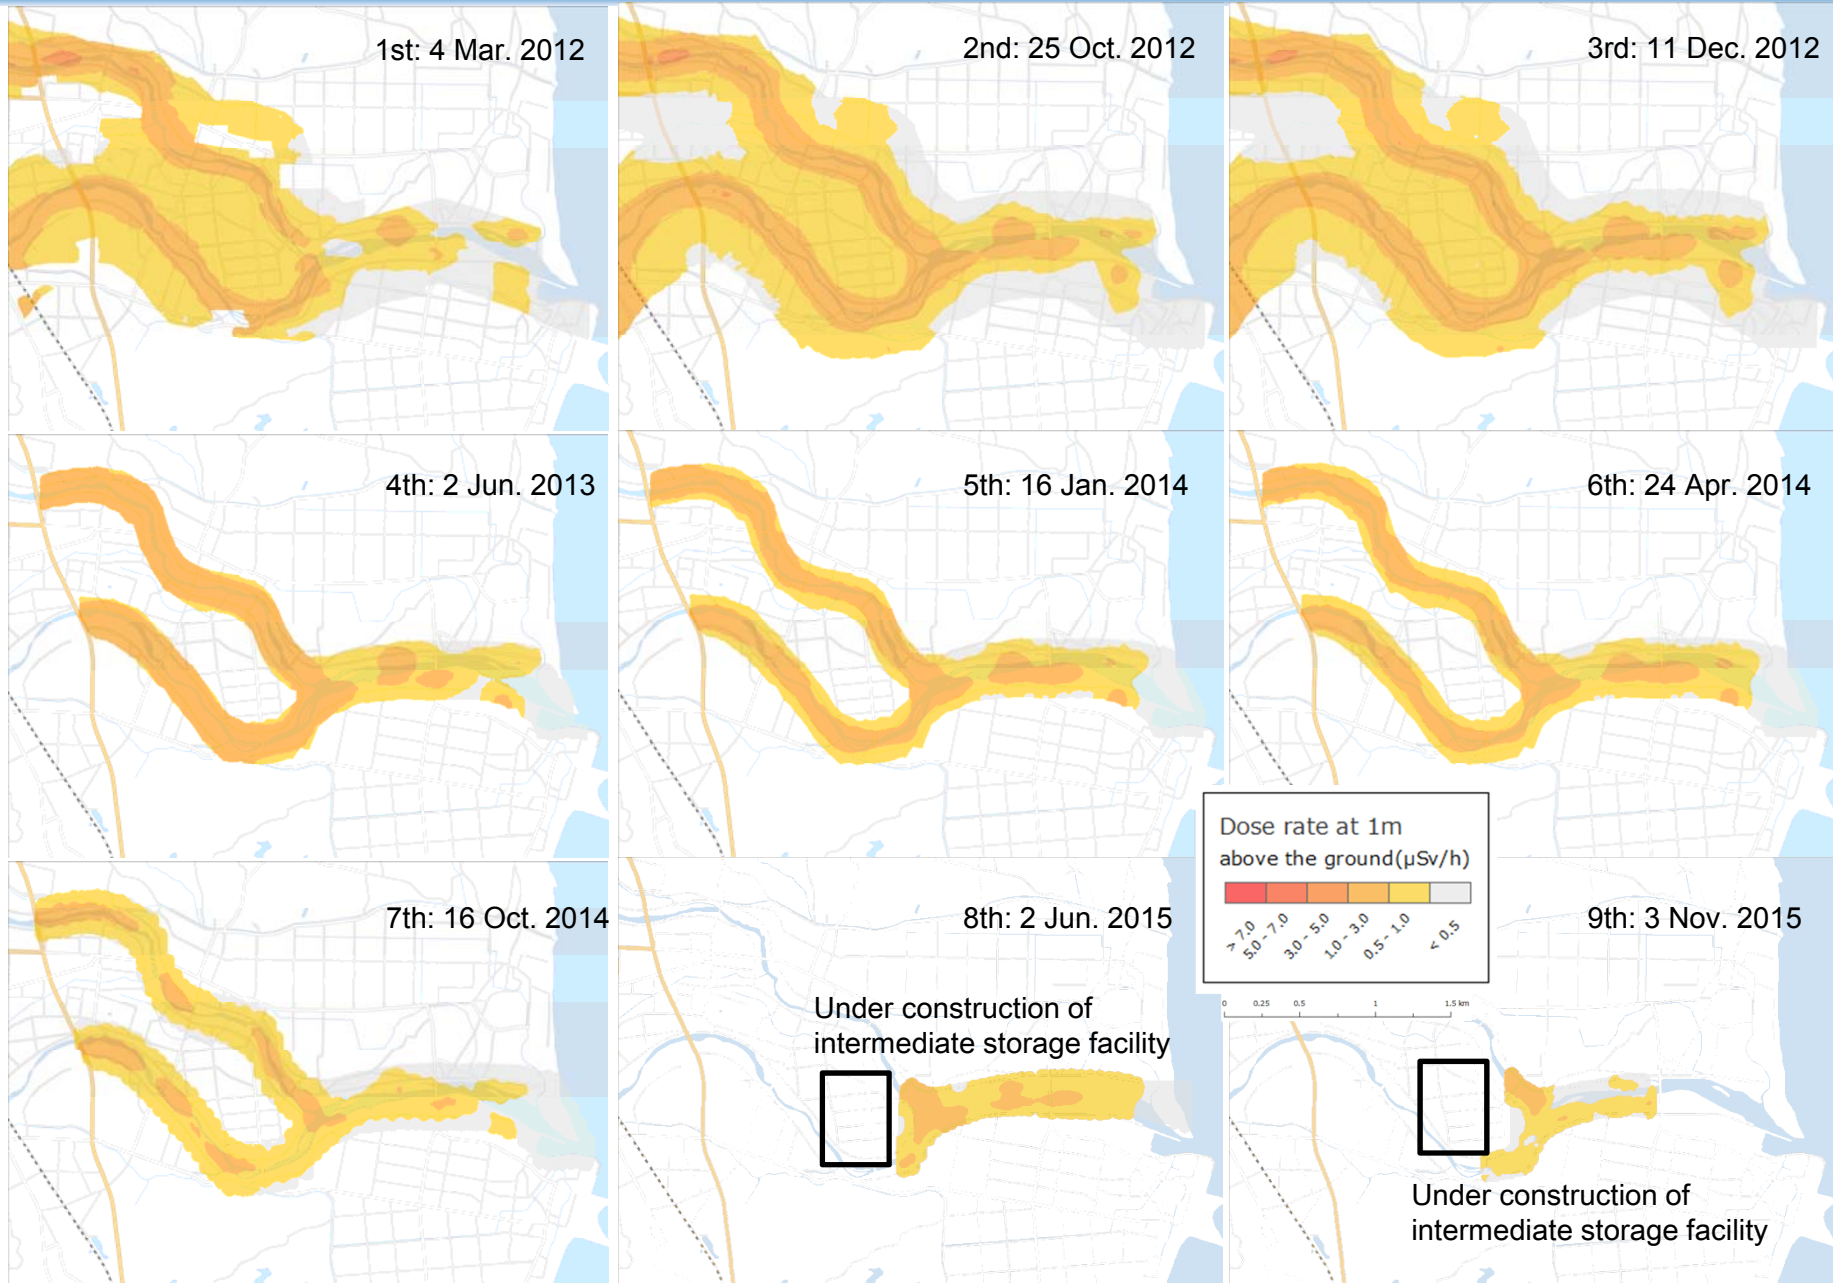 1st: 4 Mar. 2012
2nd: 25 Oct. 2012
3rd: 11 Dec. 2012
4th: 2 Jun. 2013
5th: 16 Jan. 2014
6th: 24 Apr. 2014
Dose rate at 1m
above the ground(μSv/h)
> 7.0
5.0 - 7.0
3.0 - 5.0
1.0 - 3.0
0.5 - 1.0
< 0.5
0 0.25 0.5 1 1.5 km
7th: 16 Oct. 2014
8th: 2 Jun. 2015
9th: 3 Nov. 2015
Under construction of
intermediate storage facility
Under construction of
intermediate storage facility